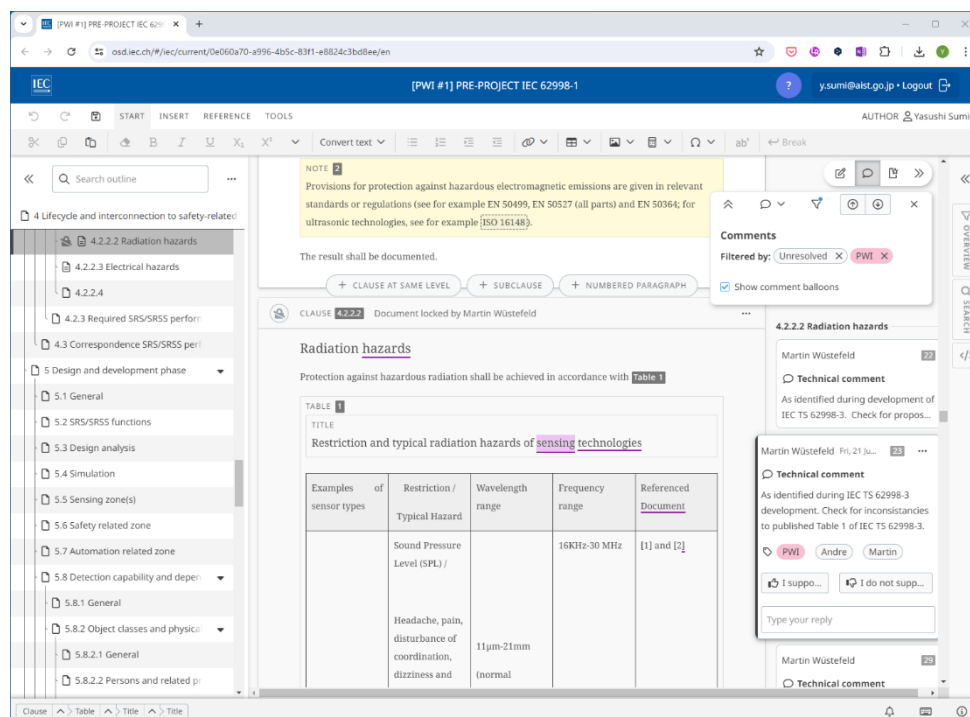 [PWI #1] PRE-PROJECT IEC 6299
osd.iec.ch/#/iec/current/0e060a70-a996-4b5c-83f1-e8824c3bd8ee/en
IEC
[PWI #1] PRE-PROJECT IEC 62998-1
?
y.sumi@aist.go.jp • Logout
START INSERT REFERENCE TOOLS
AUTHOR Yasushi Sumi
B I U X₁ X² Convert text Ω ab' Break
Search outline
4 Lifecycle and interconnection to safety-related
4.2.2.2 Radiation hazards
4.2.2.3 Electrical hazards
4.2.2.4
4.2.3 Required SRS/SRSS perform
4.3 Correspondence SRS/SRSS perf
5 Design and development phase
5.1 General
5.2 SRS/SRSS functions
5.3 Design analysis
5.4 Simulation
5.5 Sensing zone(s)
5.6 Safety related zone
5.7 Automation related zone
5.8 Detection capability and depen
5.8.1 General
5.8.2 Object classes and physica
5.8.2.1 General
5.8.2.2 Persons and related pr
NOTE 2
Provisions for protection against hazardous electromagnetic emissions are given in relevant
standards or regulations (see for example EN 50499, EN 50527 (all parts) and EN 50364; for
ultrasonic technologies, see for example ISO 16148).
The result shall be documented.
+ CLAUSE AT SAME LEVEL + SUBCLAUSE + NUMBERED PARAGRAPH
CLAUSE 4.2.2.2 Document locked by Martin Wüstefeld
Radiation hazards
Protection against hazardous radiation shall be achieved in accordance with Table 1
TABLE 1
TITLE
Restriction and typical radiation hazards of sensing technologies
Examples of sensor types
Restriction /
Typical Hazard
Wavelength range
Frequency range
Referenced Document
Sound Pressure
Level (SPL) /
16KHz-30 MHz
[1] and [2]
Headache, pain,
disturbance of
coordination,
dizziness and
11µm-21mm
(normal
Comments
Filtered by: Unresolved PWI
Show comment balloons
4.2.2.2 Radiation hazards
Martin Wüstefeld 22
Technical comment
As identified during development of
IEC TS 62998-3. Check for propos...
Martin Wüstefeld Fri, 21 Ju... 23
Technical comment
As identified during IEC TS 62998-3
development. Check for inconsistancies
to published Table 1 of IEC TS 62998-3.
PWI Andre Martin
I suppo... I do not supp...
Type your reply
Martin Wüstefeld 29
Technical comment
OVERVIEW
SEARCH
Clause Table Title Title